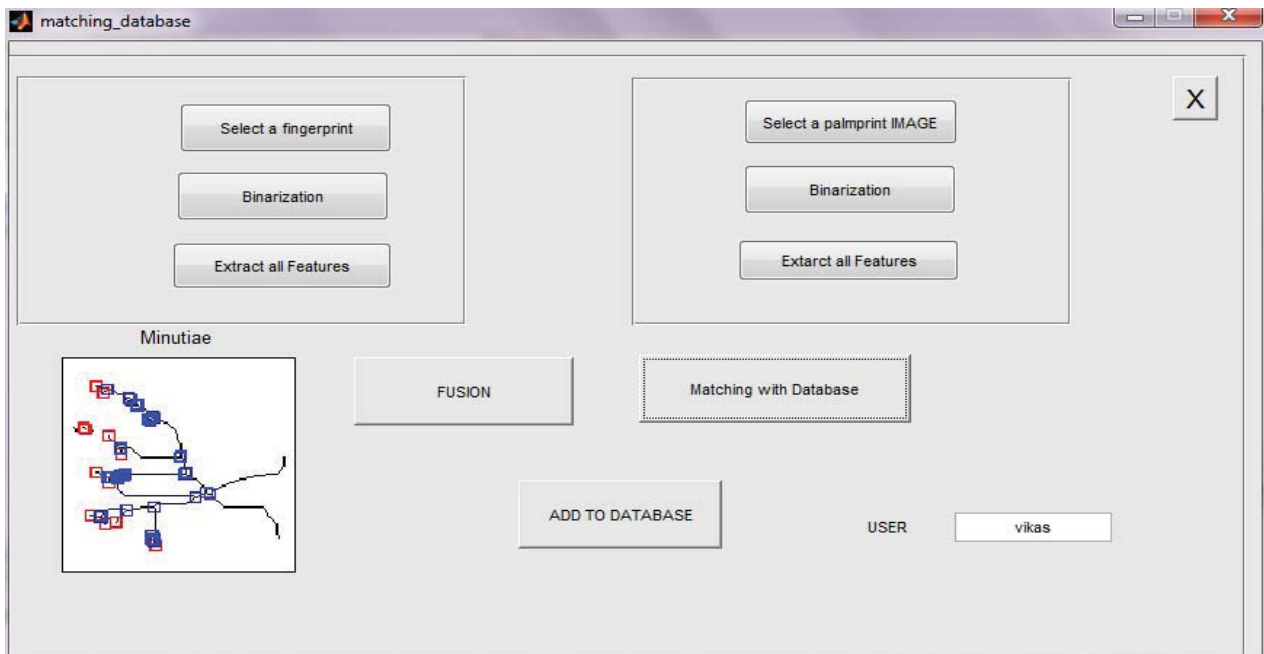 matching_database
X
Select a fingerprint
Binarization
Extract all Features
Select a palmprint IMAGE
Binarization
Extarct all Features
Minutiae
FUSION
Matching with Database
ADD TO DATABASE
USER
vikas